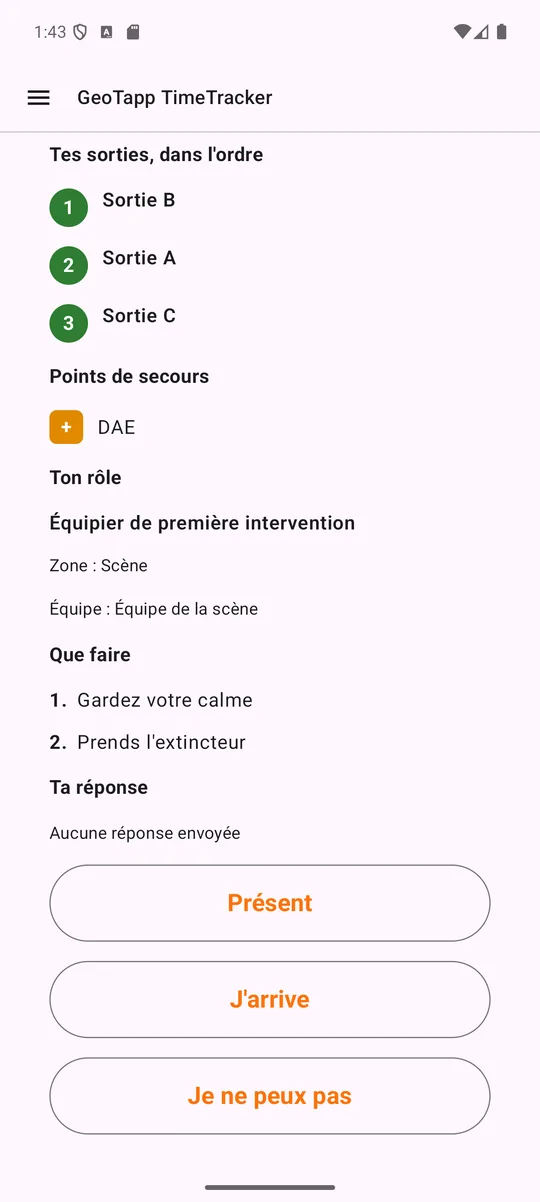 1:43
GeoTapp TimeTracker
Tes sorties, dans l'ordre
1 Sortie B
2 Sortie A
3 Sortie C
Points de secours
+ DAE
Ton rôle
Équipier de première intervention
Zone : Scène
Équipe : Équipe de la scène
Que faire
1. Gardez votre calme
2. Prends l'extincteur
Ta réponse
Aucune réponse envoyée
Présent
J'arrive
Je ne peux pas